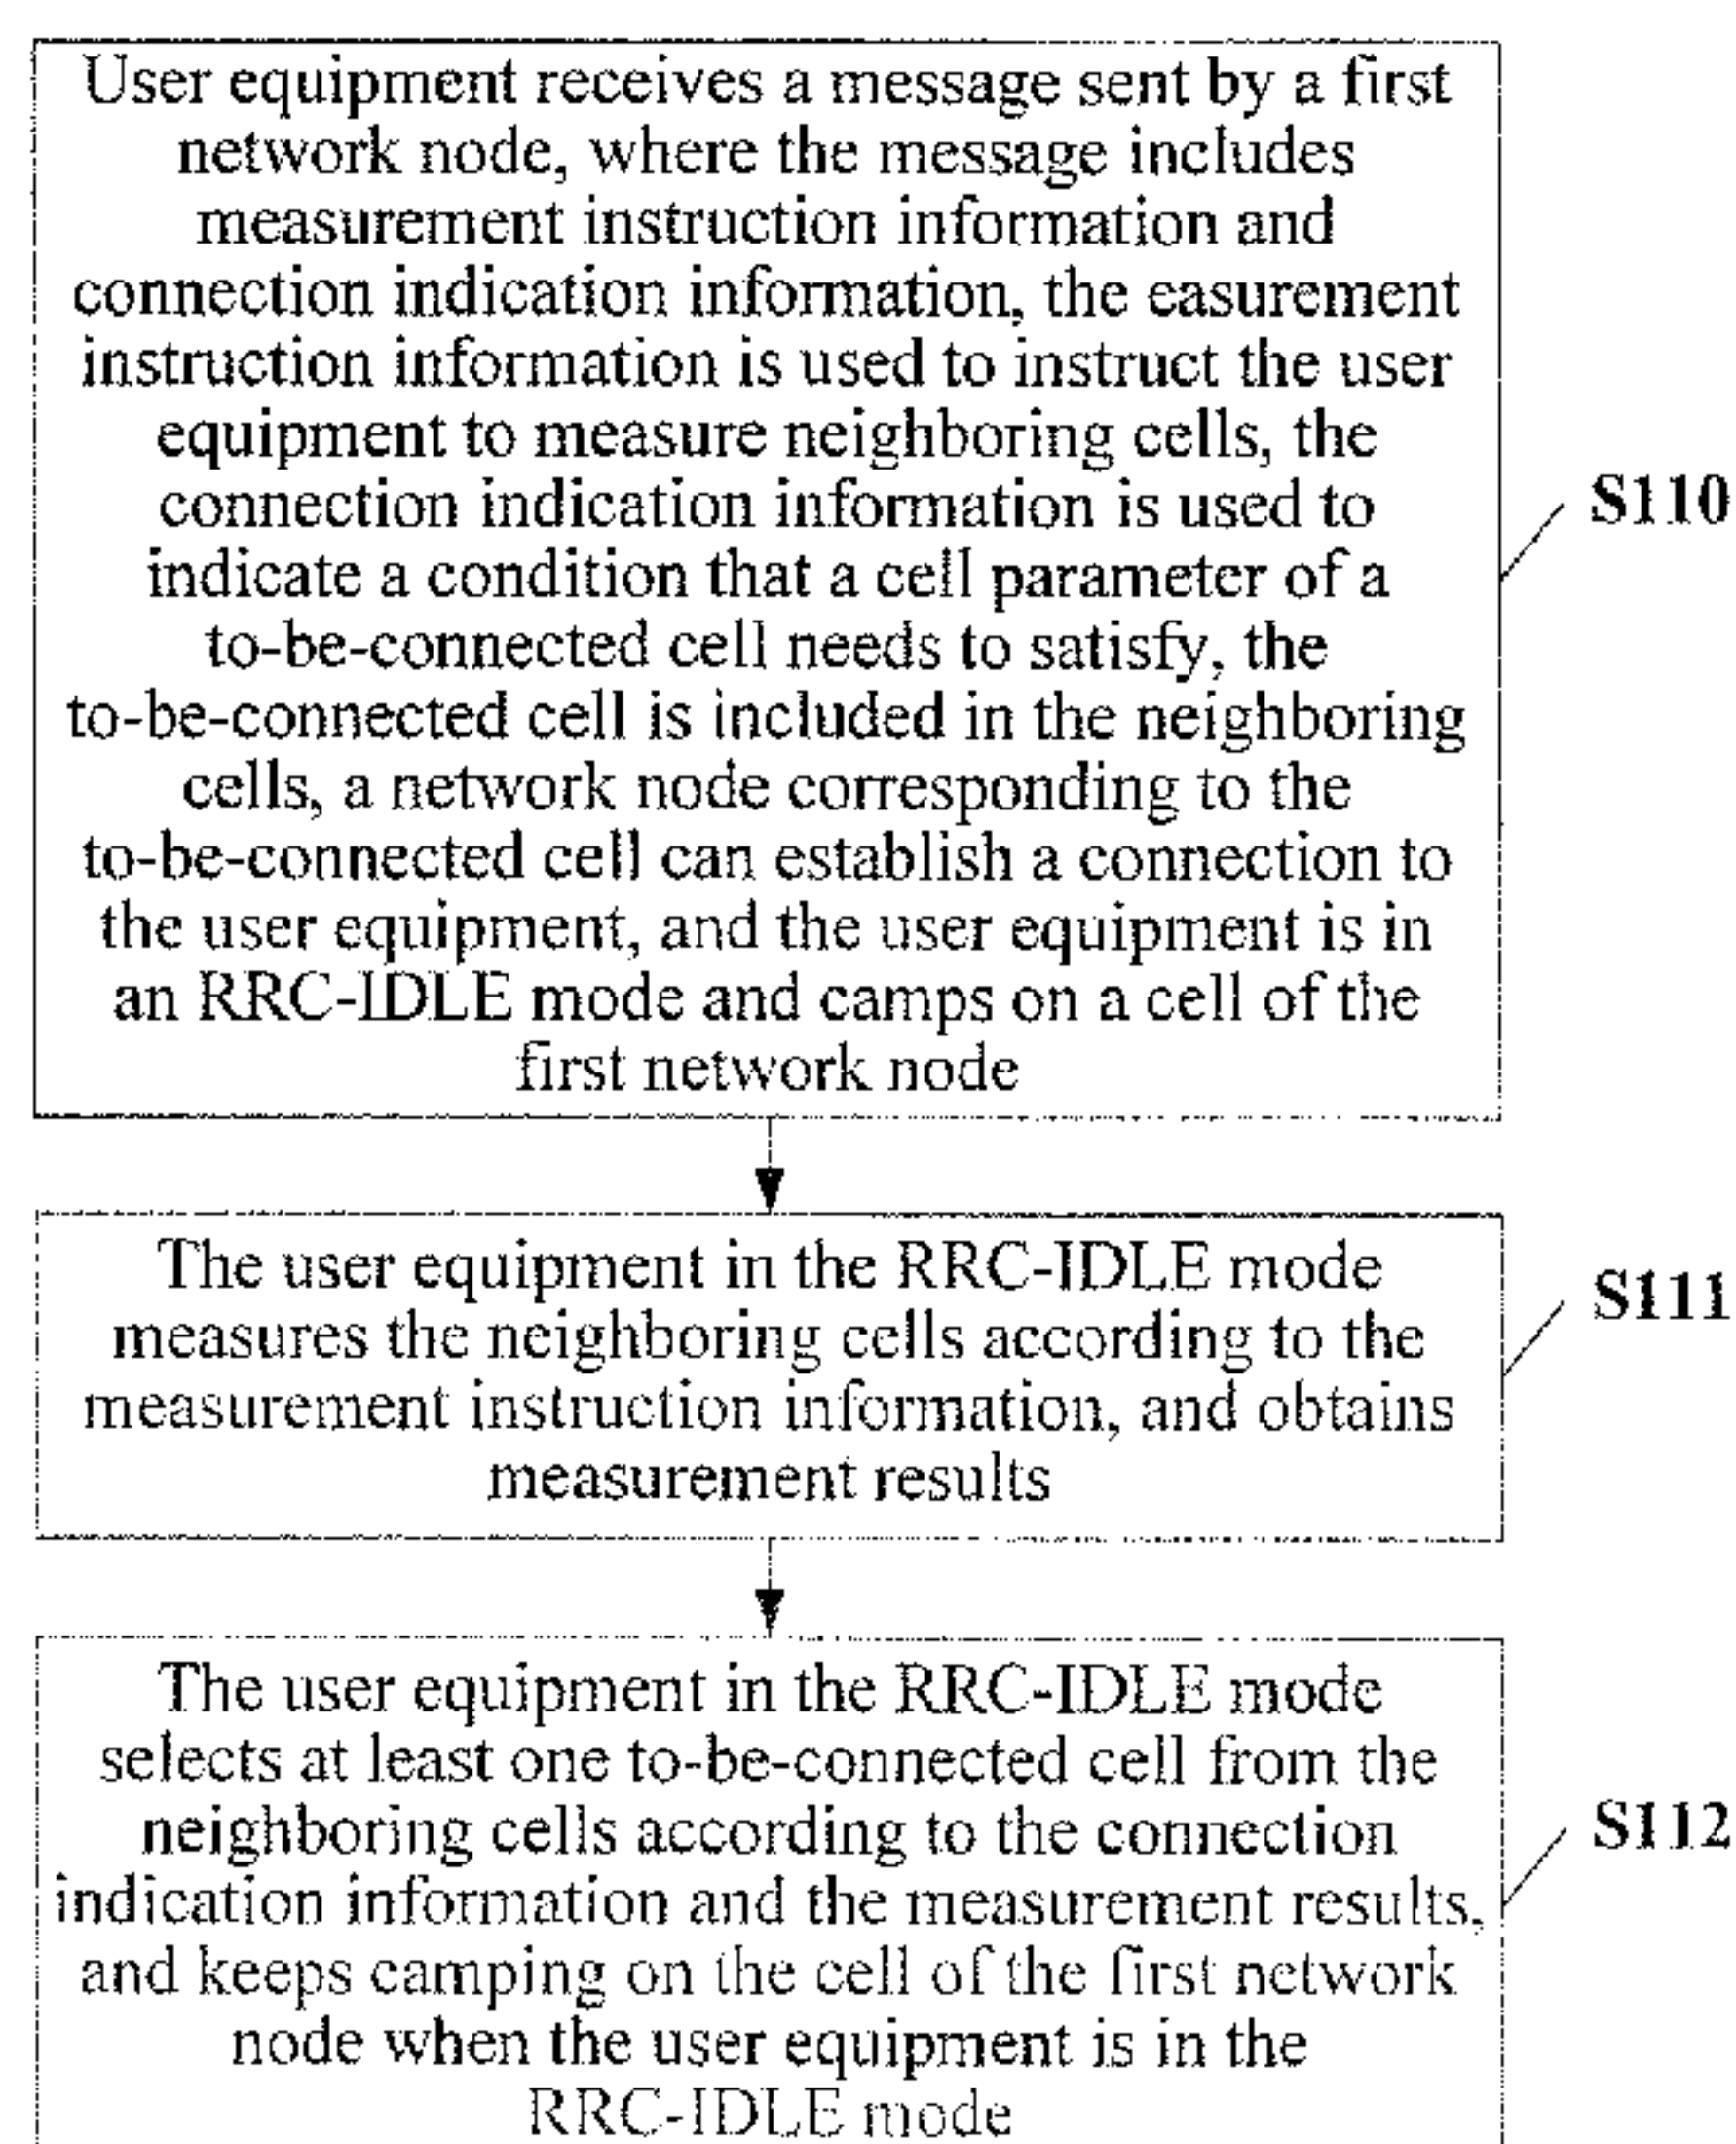 User equipment receives a message sent by a first
network node, where the message includes
measurement instruction information and
connection indication information, the easurement
instruction information is used to instruct the user
equipment to measure neighboring cells, the
connection indication information is used to
indicate a condition that a cell parameter of a
to-be-connected cell needs to satisfy, the
to-be-connected cell is included in the neighboring
cells, a network node corresponding to the
to-be-connected cell can establish a connection to
the user equipment, and the user equipment is in
an RRC-IDLE mode and camps on a cell of the
first network node
S110
The user equipment in the RRC-IDLE mode
measures the neighboring cells according to the
measurement instruction information, and obtains
measurement results
S111
The user equipment in the RRC-IDLE mode
selects at least one to-be-connected cell from the
neighboring cells according to the connection
indication information and the measurement results,
and keeps camping on the cell of the first network
node when the user equipment is in the
RRC-IDLE mode
S112